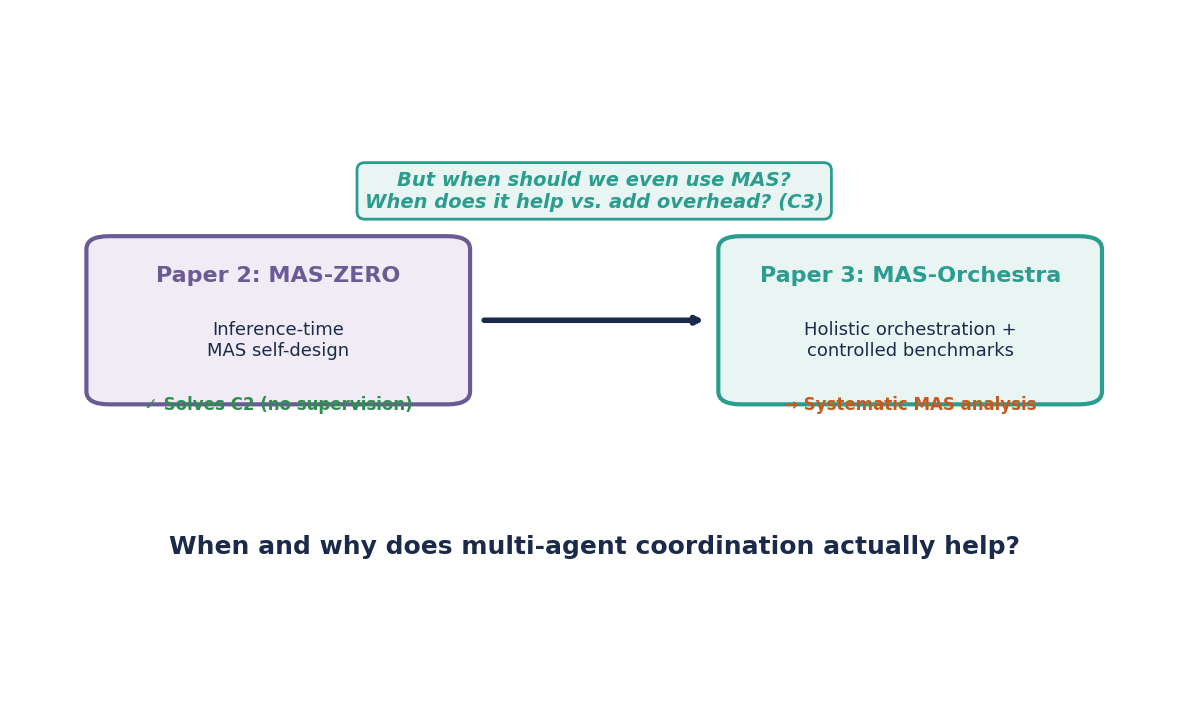 But when should we even use MAS?
When does it help vs. add overhead? (C3)
Paper 2: MAS-ZERO
Inference-time
MAS self-design
✓ Solves C2 (no supervision)
Paper 3: MAS-Orchestra
Holistic orchestration +
controlled benchmarks
→ Systematic MAS analysis
When and why does multi-agent coordination actually help?